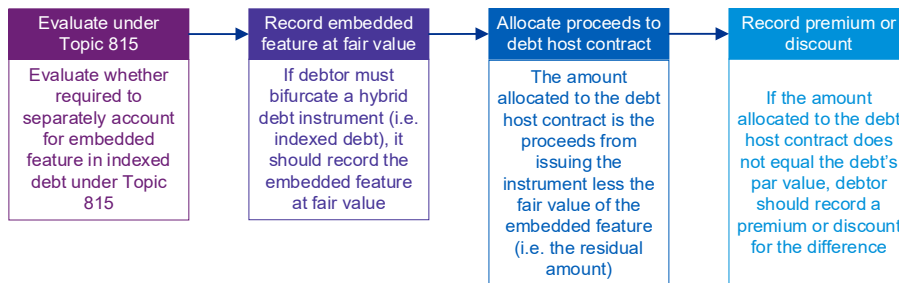 Evaluate under
Topic 815
Evaluate whether
required to
separately account
for embedded
feature in indexed
debt under Topic
815
Record embedded
feature at fair value
If debtor must
bifurcate a hybrid
debt instrument (i.e.
indexed debt), it
should record the
embedded feature
at fair value
Allocate proceeds to
debt host contract
The amount
allocated to the debt
host contract is the
proceeds from
issuing the
instrument less the
fair value of the
embedded feature
(i.e. the residual
amount)
Record premium or
discount
If the amount
allocated to the debt
host contract does
not equal the debt's
par value, debtor
should record a
premium or discount
for the difference